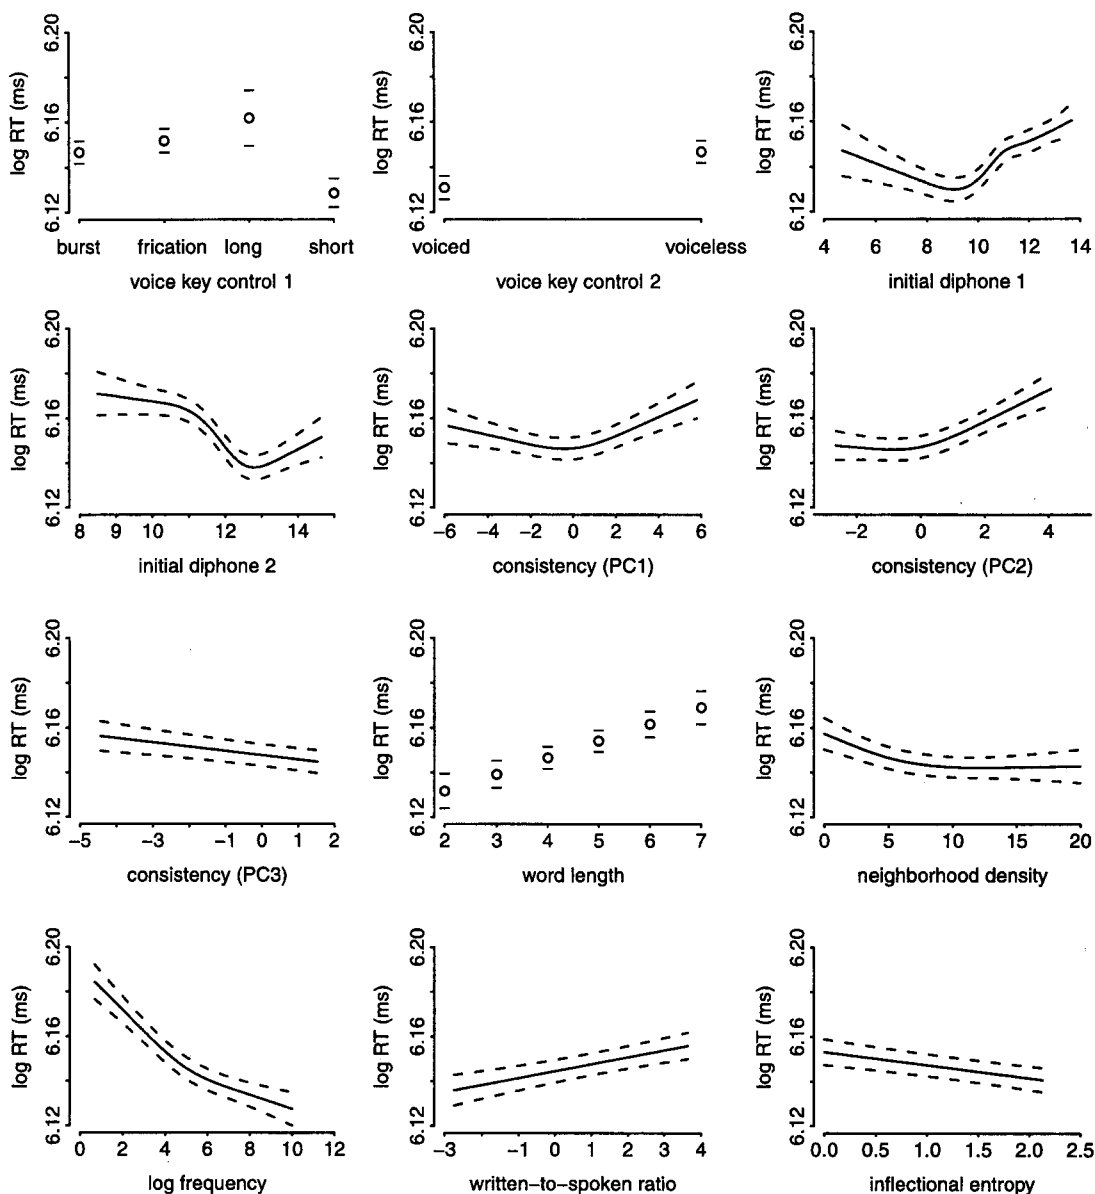 log RT (ms)
6.12 6.16 6.20
burst frication long short
voice key control 1
log RT (ms)
6.12 6.16 6.20
voiced voiceless
voice key control 2
log RT (ms)
6.12 6.16 6.20
4 6 8 10 12 14
initial diphone 1
log RT (ms)
6.12 6.16 6.20
8 9 10 12 14
initial diphone 2
log RT (ms)
6.12 6.16 6.20
−6 −4 −2 0 2 4 6
consistency (PC1)
log RT (ms)
6.12 6.16 6.20
−2 0 2 4
consistency (PC2)
log RT (ms)
6.12 6.16 6.20
−5 −3 −1 0 1 2
consistency (PC3)
log RT (ms)
6.12 6.16 6.20
2 3 4 5 6 7
word length
log RT (ms)
6.12 6.16 6.20
0 5 10 15 20
neighborhood density
log RT (ms)
6.12 6.16 6.20
0 2 4 6 8 10 12
log frequency
log RT (ms)
6.12 6.16 6.20
−3 −1 0 1 2 3 4
written−to−spoken ratio
log RT (ms)
6.12 6.16 6.20
0.0 0.5 1.0 1.5 2.0 2.5
inflectional entropy